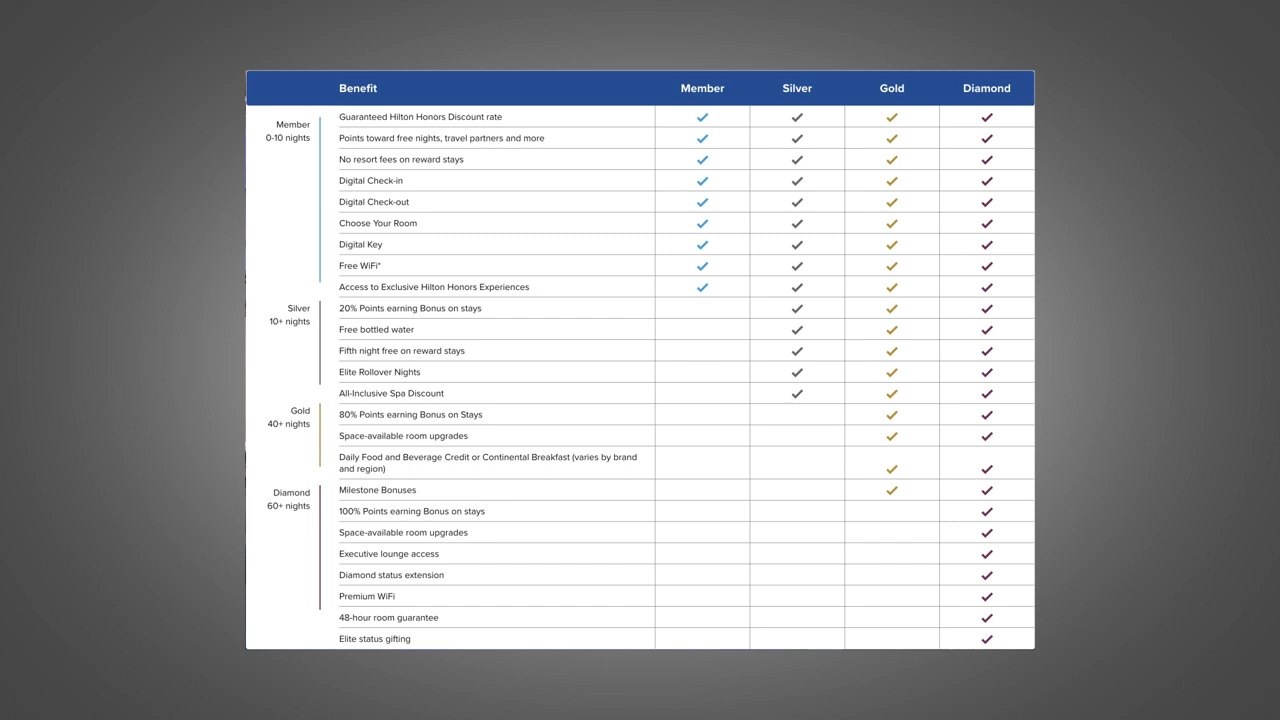 Benefit Member Silver Gold Diamond
Member
0-10 nights
Guaranteed Hilton Honors Discount rate
Points toward free nights, travel partners and more
No resort fees on reward stays
Digital Check-in
Digital Check-out
Choose Your Room
Digital Key
Free WiFi*
Access to Exclusive Hilton Honors Experiences
Silver
10+ nights
20% Points earning Bonus on stays
Free bottled water
Fifth night free on reward stays
Elite Rollover Nights
All-Inclusive Spa Discount
Gold
40+ nights
80% Points earning Bonus on Stays
Space-available room upgrades
Daily Food and Beverage Credit or Continental Breakfast (varies by brand
and region)
Diamond
60+ nights
Milestone Bonuses
100% Points earning Bonus on stays
Space-available room upgrades
Executive lounge access
Diamond status extension
Premium WiFi
48-hour room guarantee
Elite status gifting